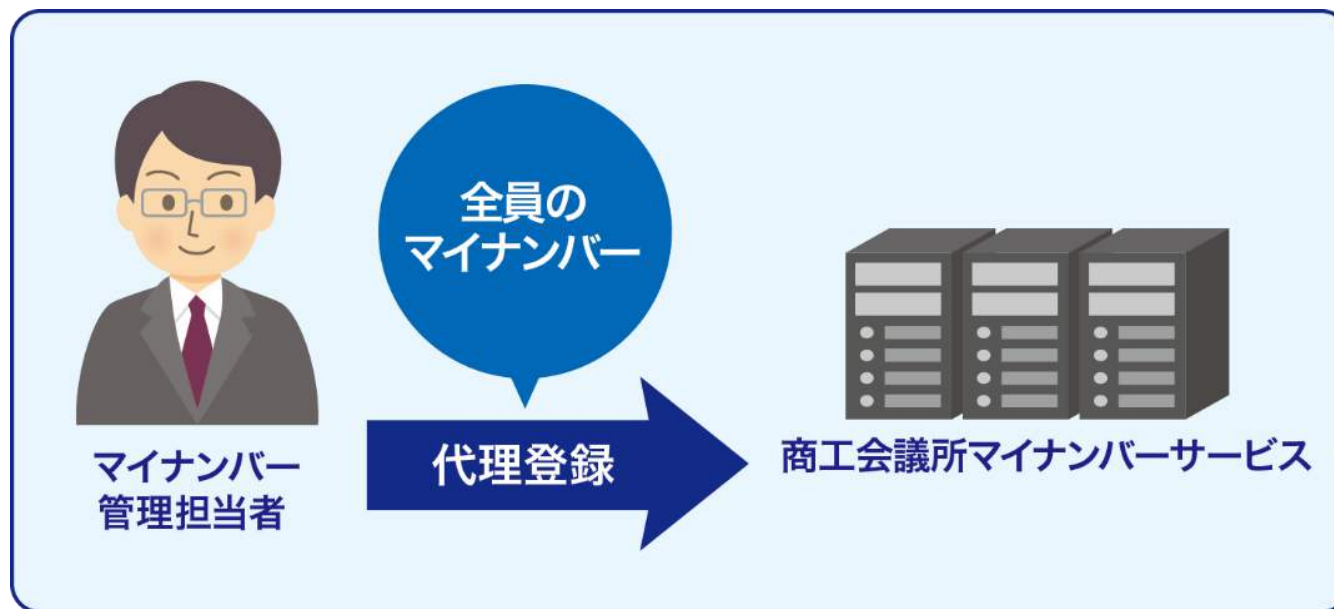 全員の
マイナンバー
代理登録
マイナンバー
管理担当者
商工会議所マイナンバーサービス